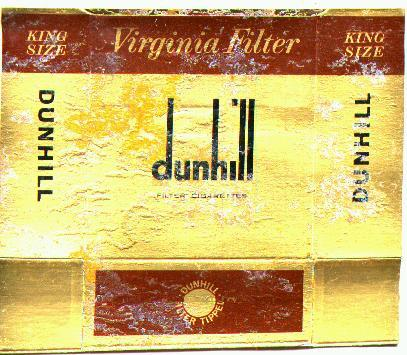 KING
SIZE
Virginia Filter
KING
SIZE
DUNHILL
dunhill
FILTER CIGARETTES
DUNHILL
DUNHILL
FILTER TIPPED